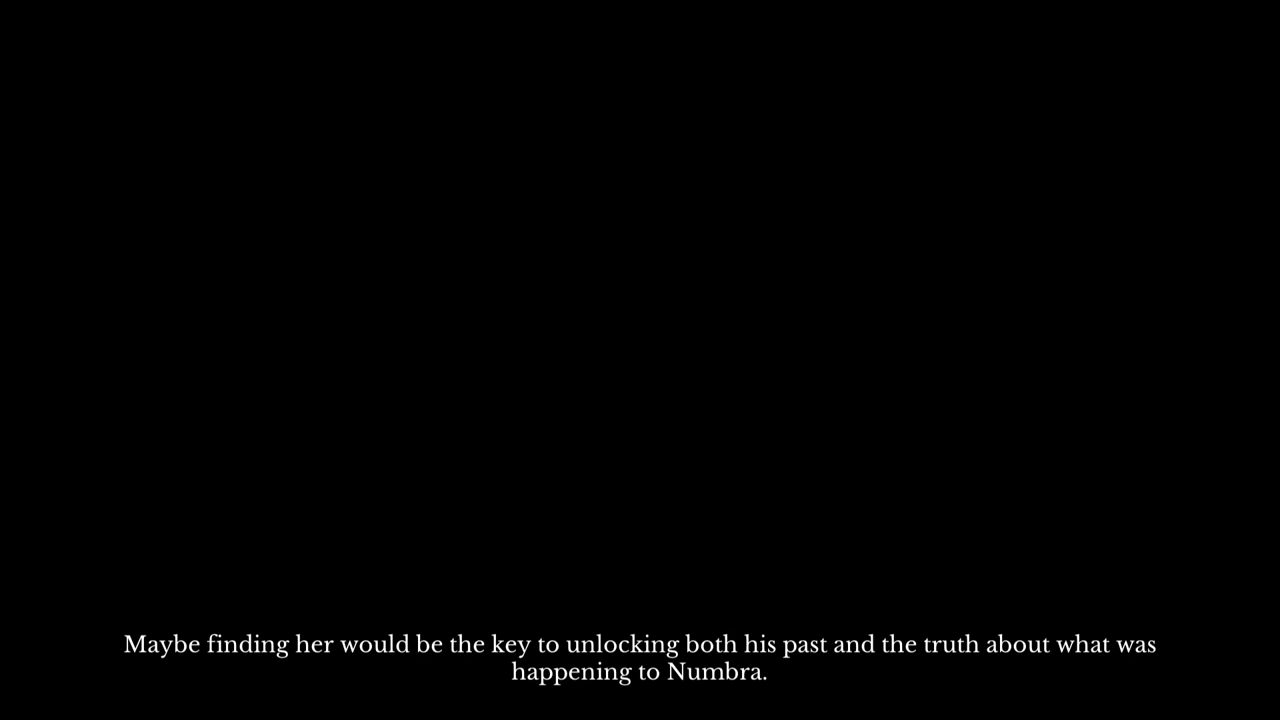 Maybe finding her would be the key to unlocking both his past and the truth about what was
happening to Numbra.